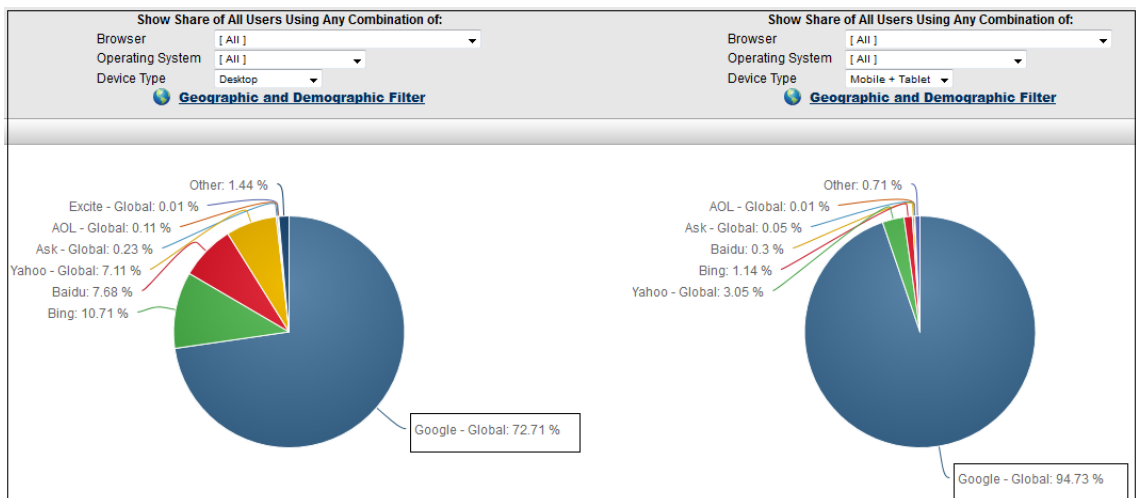 Show Share of All Users Using Any Combination of:
Browser [ All ]
Operating System [ All ]
Device Type Desktop
Geographic and Demographic Filter
Other: 1.44 %
Excite - Global: 0.01 %
AOL - Global: 0.11 %
Ask - Global: 0.23 %
Yahoo - Global: 7.11 %
Baidu: 7.68 %
Bing: 10.71 %
Google - Global: 72.71 %
Show Share of All Users Using Any Combination of:
Browser [ All ]
Operating System [ All ]
Device Type Mobile + Tablet
Geographic and Demographic Filter
Other: 0.71 %
AOL - Global: 0.01 %
Ask - Global: 0.05 %
Baidu: 0.3 %
Bing: 1.14 %
Yahoo - Global: 3.05 %
Google - Global: 94.73 %